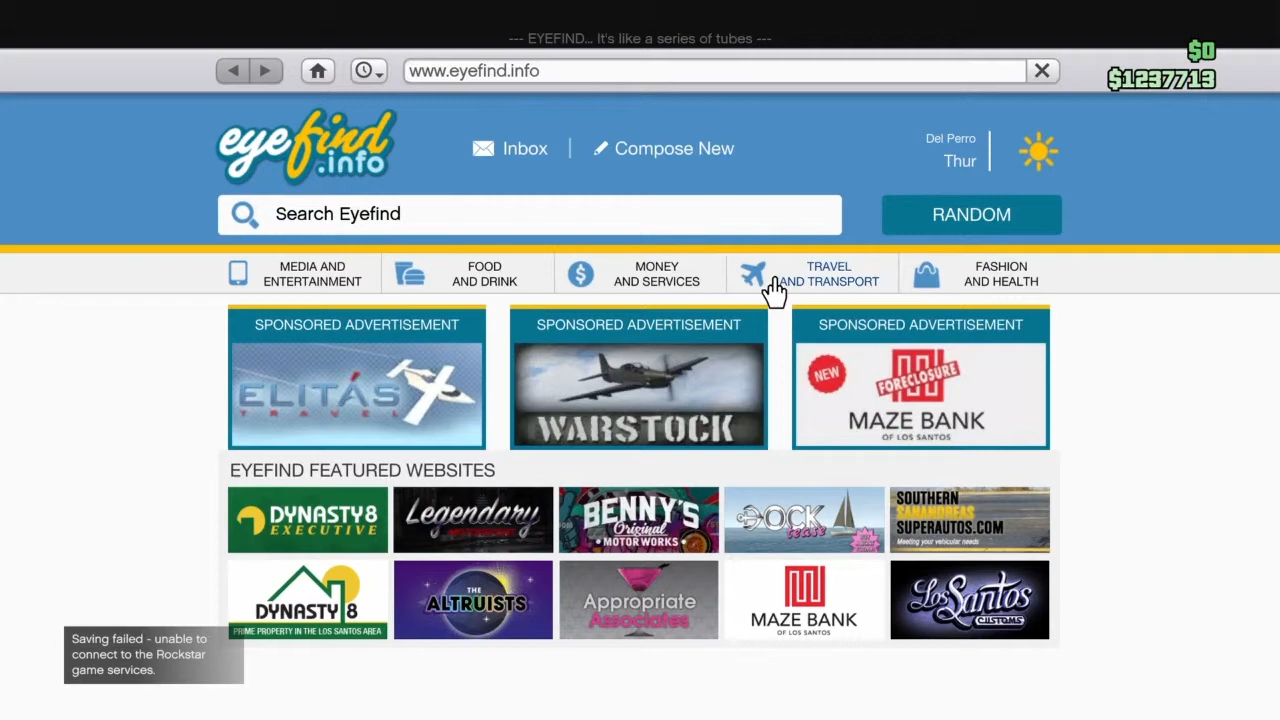 --- EYEFIND... It's like a series of tubes ---
$0
www.eyefind.info
$1237713
eyefind
.info
Inbox
Compose New
Del Perro
Thur
Search Eyefind
RANDOM
MEDIA AND
ENTERTAINMENT
FOOD
AND DRINK
MONEY
AND SERVICES
TRAVEL
AND TRANSPORT
FASHION
AND HEALTH
SPONSORED ADVERTISEMENT
ELITÁS
TRAVEL
SPONSORED ADVERTISEMENT
WARSTOCK
SPONSORED ADVERTISEMENT
NEW
FORECLOSURE
MAZE BANK
OF LOS SANTOS
EYEFIND FEATURED WEBSITES
DYNASTY8
EXECUTIVE
Legendary
MOTORSPORT
BENNY'S
Original
MOTORWORKS
DOCK
tease
SOUTHERN
SANANDREAS
SUPERAUTOS.COM
Meeting your vehicular needs
DYNASTY 8
PRIME PROPERTY IN THE LOS SANTOS AREA
THE
ALTRUISTS
Appropriate
Associates
MAZE BANK
OF LOS SANTOS
Los Santos
CUSTOMS
Saving failed - unable to
connect to the Rockstar
game services.